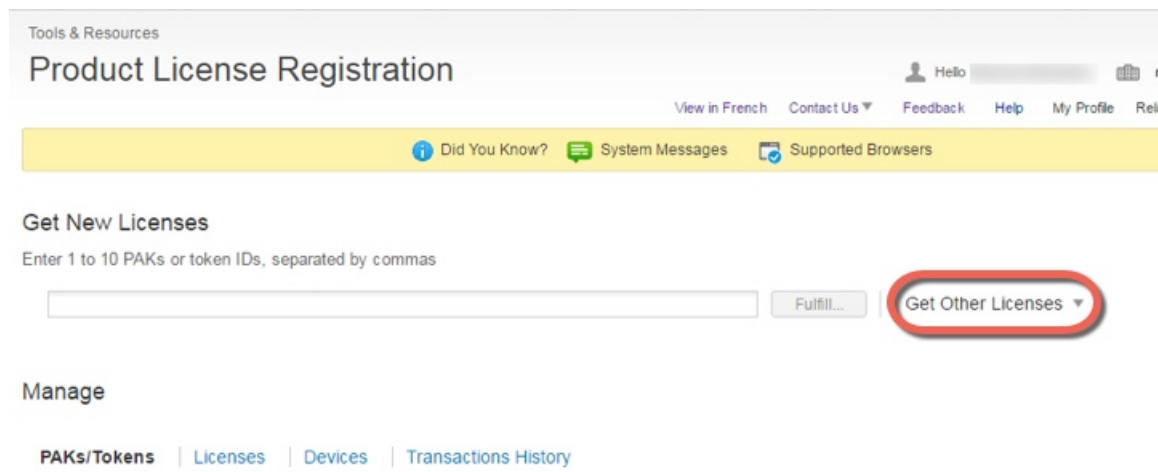 Tools & Resources
Product License Registration
Hello
View in French Contact Us Feedback Help My Profile
Did You Know? System Messages Supported Browsers
Get New Licenses
Enter 1 to 10 PAKs or token IDs, separated by commas
Fulfill... Get Other Licenses
Manage
PAKs/Tokens Licenses Devices Transactions History